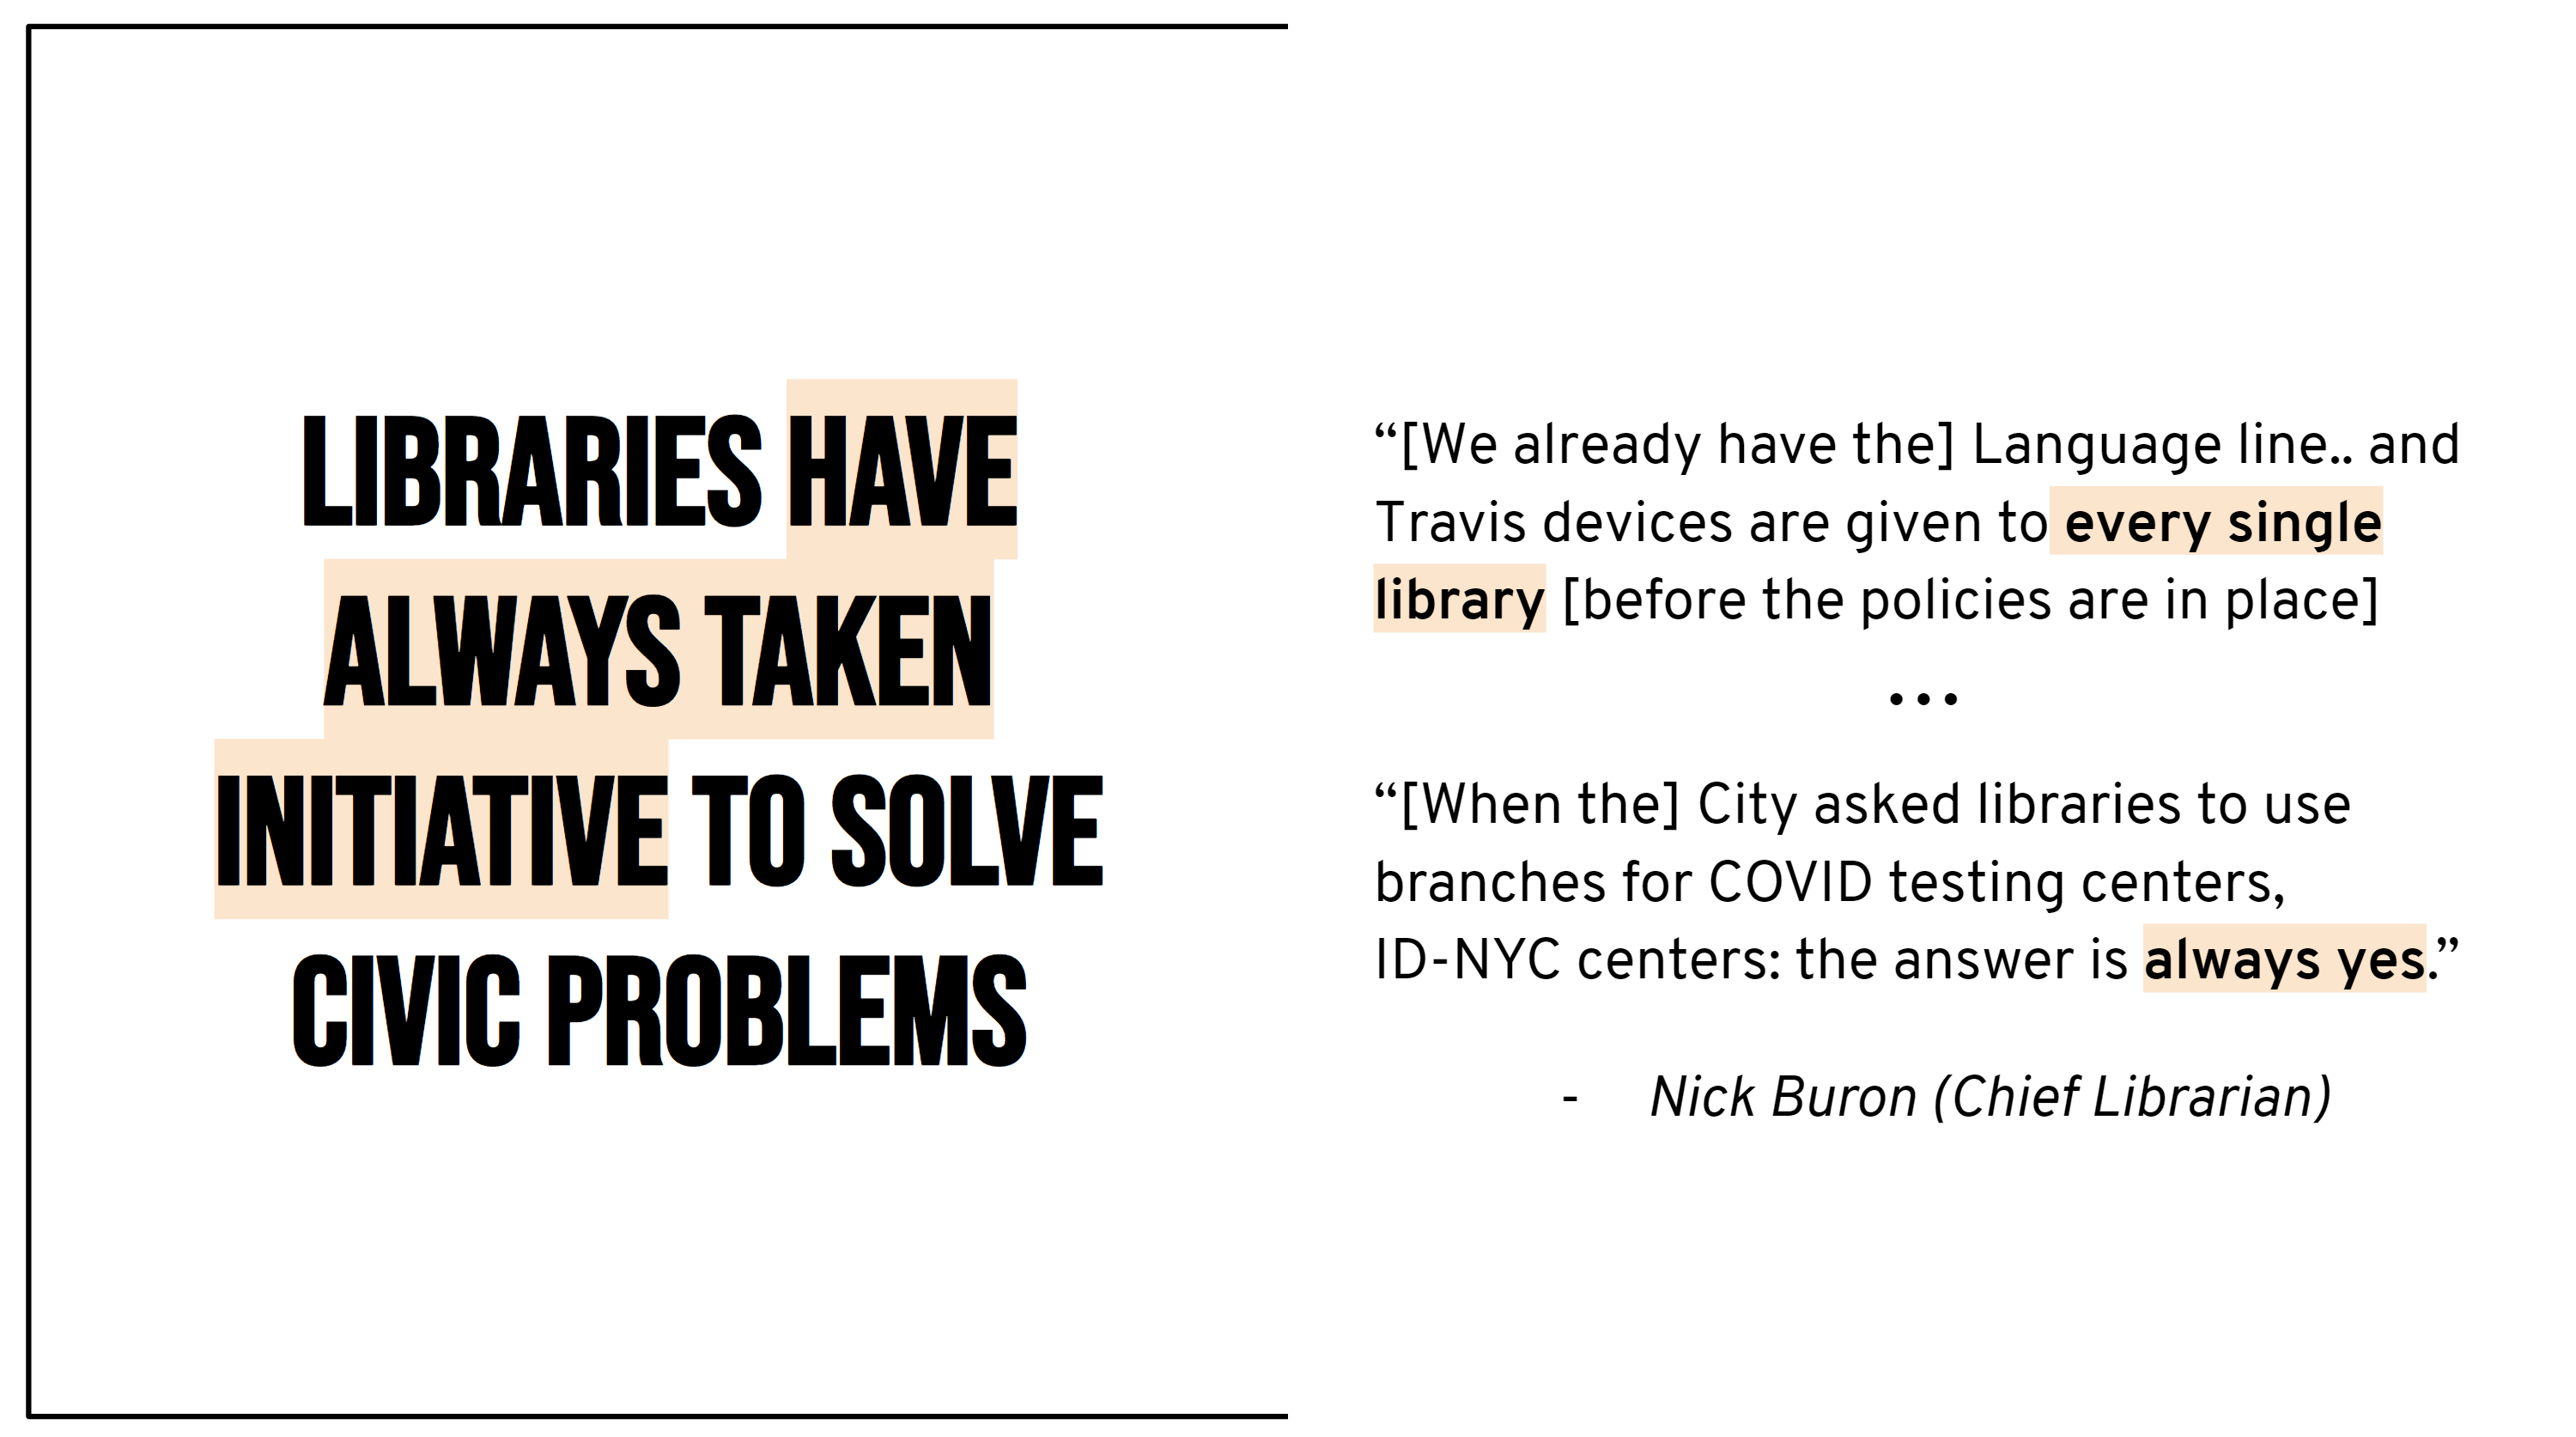 LIBRARIES HAVE
ALWAYS TAKEN
INITIATIVE TO SOLVE
CIVIC PROBLEMS
“[We already have the] Language line.. and
Travis devices are given to every single
library [before the policies are in place]
...
“[When the] City asked libraries to use
branches for COVID testing centers,
ID-NYC centers: the answer is always yes.”
- Nick Buron (Chief Librarian)